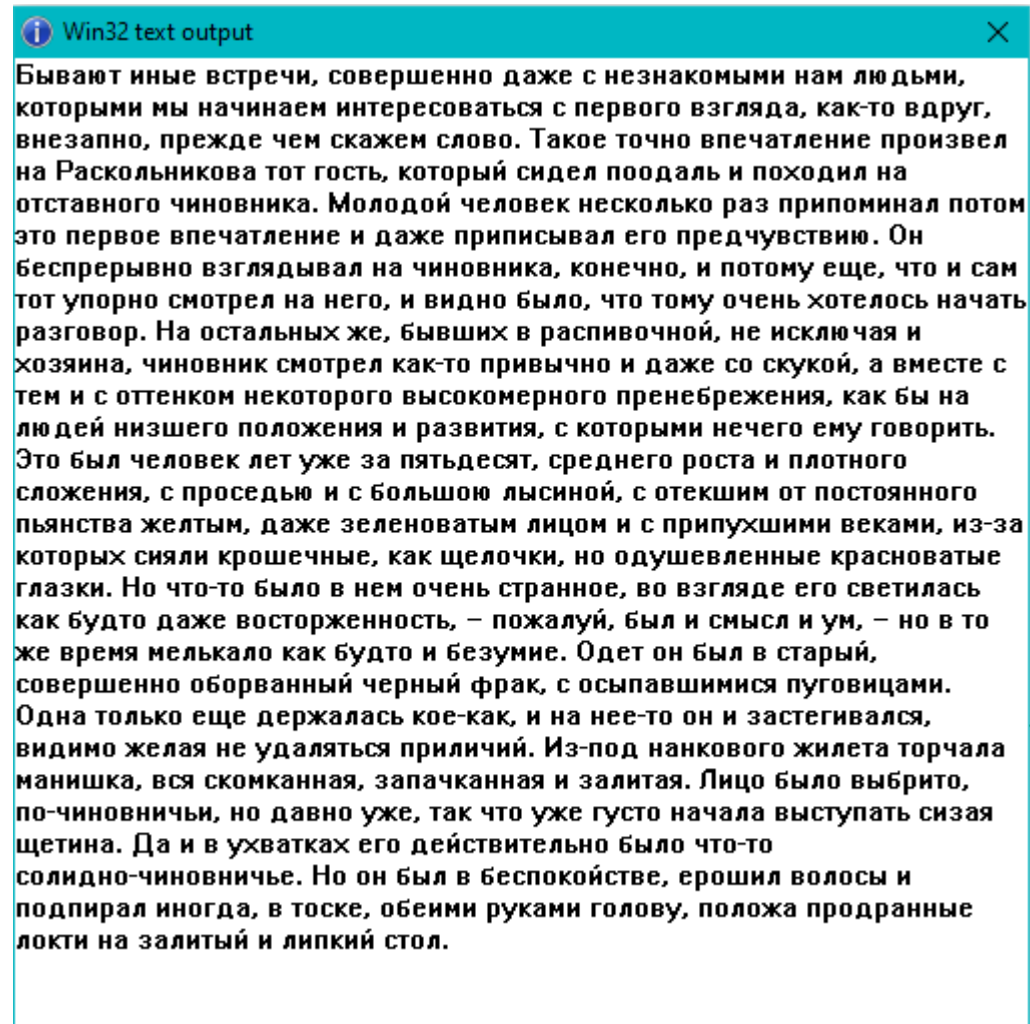 Win32 text output
Бывают иные встречи, совершенно даже с незнакомыми нам людьми,
которыми мы начинаем интересоваться с первого взгляда, как-то вдруг,
внезапно, прежде чем скажем слово. Такое точно впечатление произвел
на Раскольникова тот гость, который сидел поодаль и походил на
отставного чиновника. Молодой человек несколько раз припоминал потом
это первое впечатление и даже приписывал его предчувствию. Он
беспрерывно взглядывал на чиновника, конечно, и потому еще, что и сам
тот упорно смотрел на него, и видно было, что тому очень хотелось начать
разговор. На остальных же, бывших в распивочной, не исключая и
хозяина, чиновник смотрел как-то привычно и даже со скукой, а вместе с
тем и с оттенком некоторого высокомерного пренебрежения, как бы на
людей низшего положения и развития, с которыми нечего ему говорить.
Это был человек лет уже за пятьдесят, среднего роста и плотного
сложения, с проседью и с большою лысиной, с отекшим от постоянного
пьянства желтым, даже зеленоватым лицом и с припухшими веками, из-за
которых сияли крошечные, как щелочки, но одушевленные красноватые
глазки. Но что-то было в нем очень странное, во взгляде его светилась
как будто даже восторженность, – пожалуй, был и смысл и ум, – но в то
же время мелькало как будто и безумие. Одет он был в старый,
совершенно оборванный черный фрак, с осыпавшимися пуговицами.
Одна только еще держалась кое-как, и на нее-то он и застегивался,
видимо желая не удаляться приличий. Из-под нанкового жилета торчала
манишка, вся скомканная, запачканная и залитая. Лицо было выбрито,
по-чиновничьи, но давно уже, так что уже густо начала выступать сизая
щетина. Да и в ухватках его действительно было что-то
солидно-чиновничье. Но он был в беспокойстве, ерошил волосы и
подпирал иногда, в тоске, обеими руками голову, положа продранные
локти на залитый и липкий стол.